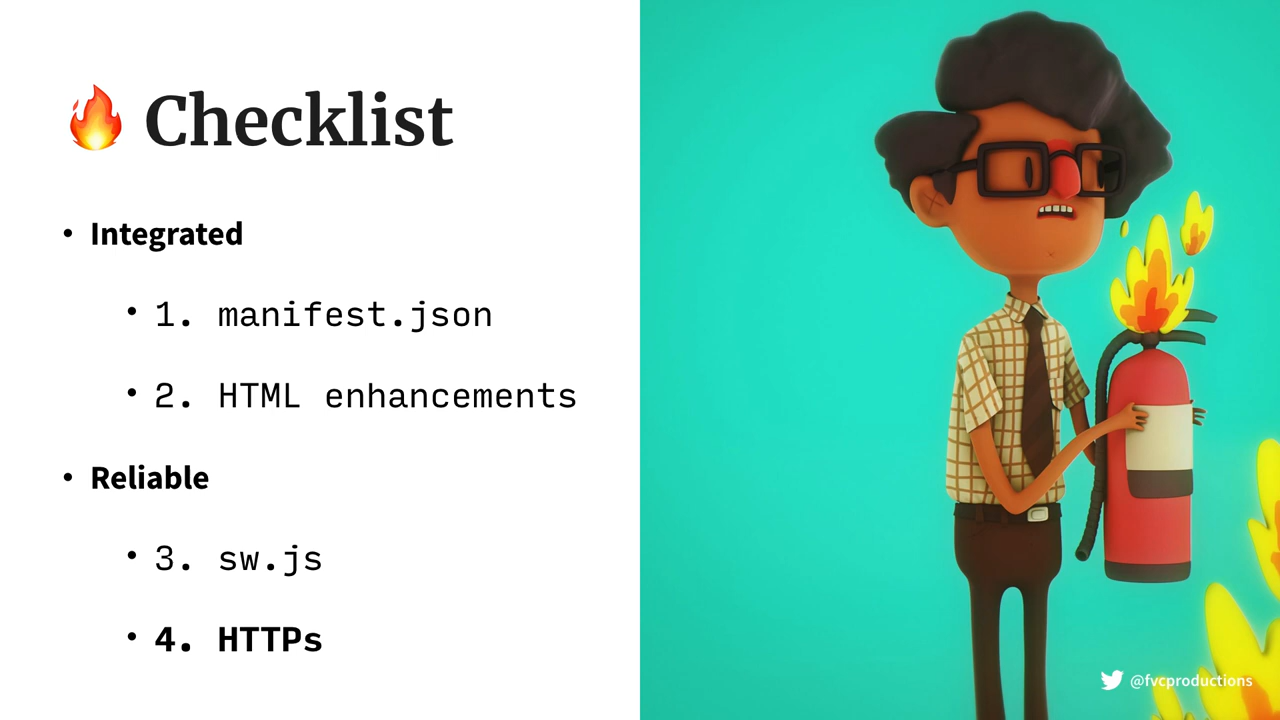 🔥 Checklist
• Integrated
• 1. manifest.json
• 2. HTML enhancements
• Reliable
• 3. sw.js
• 4. HTTPs
@fvcproductions